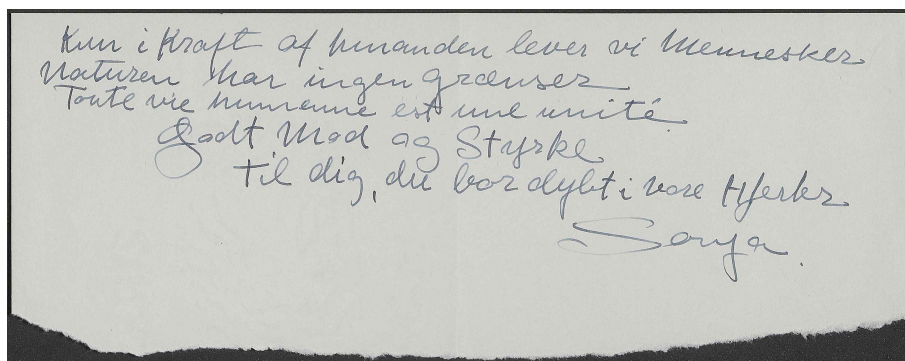 Kun i Kraft af hinanden lever vi Mennesker
Naturen har ingen Grænser
Toute vie humaine est une unité
Godt Mod og Styrke
til dig, du bor dybt i vore Hjerter
Sonja.